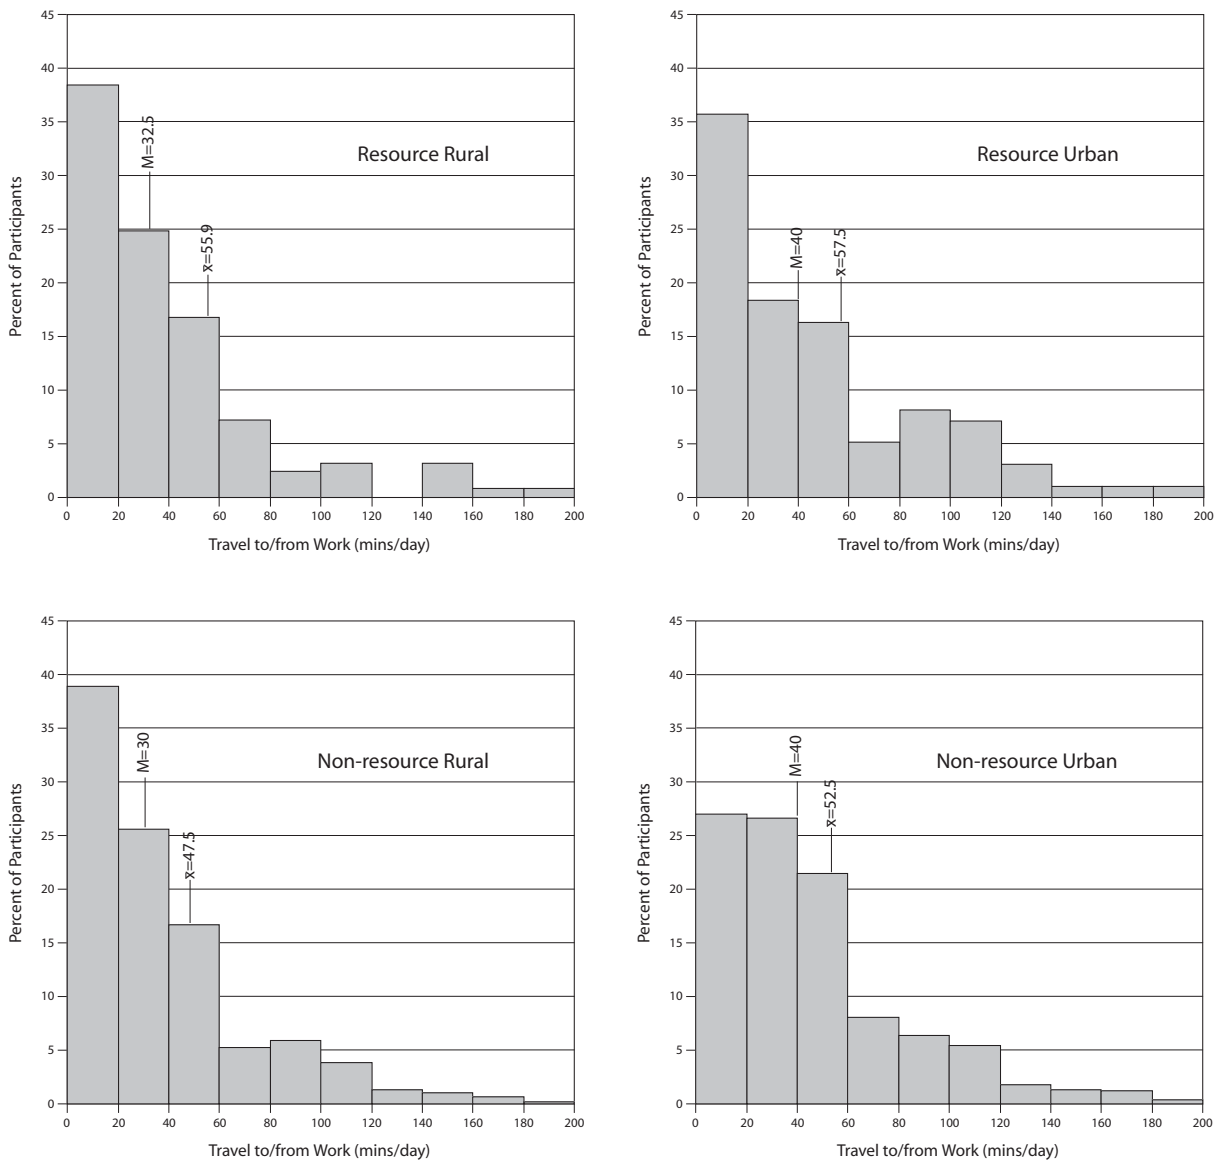 45
40
35
30
25
20
15
10
5
0
Percent of Participants
M=32.5
x̅=55.9
Resource Rural
0 20 40 60 80 100 120 140 160 180 200
Travel to/from Work (mins/day)
45
40
35
30
25
20
15
10
5
0
Percent of Participants
M=40
x̅=57.5
Resource Urban
0 20 40 60 80 100 120 140 160 180 200
Travel to/from Work (mins/day)
45
40
35
30
25
20
15
10
5
0
Percent of Participants
M=30
x̅=47.5
Non-resource Rural
0 20 40 60 80 100 120 140 160 180 200
Travel to/from Work (mins/day)
45
40
35
30
25
20
15
10
5
0
Percent of Participants
M=40
x̅=52.5
Non-resource Urban
0 20 40 60 80 100 120 140 160 180 200
Travel to/from Work (mins/day)